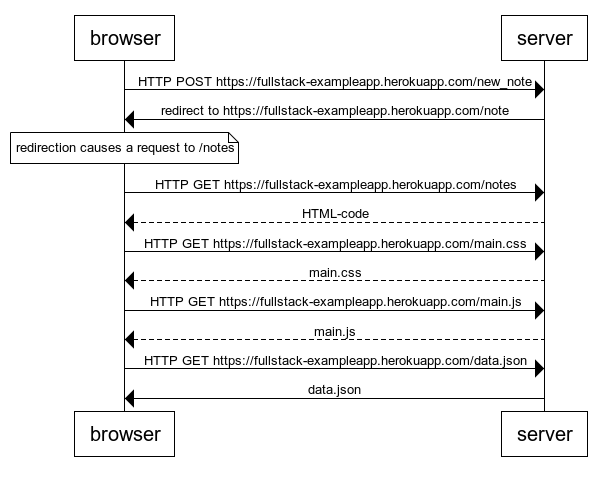 browser
server
HTTP POST https://fullstack-exampleapp.herokuapp.com/new_note
redirect to https://fullstack-exampleapp.herokuapp.com/note
redirection causes a request to /notes
HTTP GET https://fullstack-exampleapp.herokuapp.com/notes
HTML-code
HTTP GET https://fullstack-exampleapp.herokuapp.com/main.css
main.css
HTTP GET https://fullstack-exampleapp.herokuapp.com/main.js
main.js
HTTP GET https://fullstack-exampleapp.herokuapp.com/data.json
data.json
browser
server